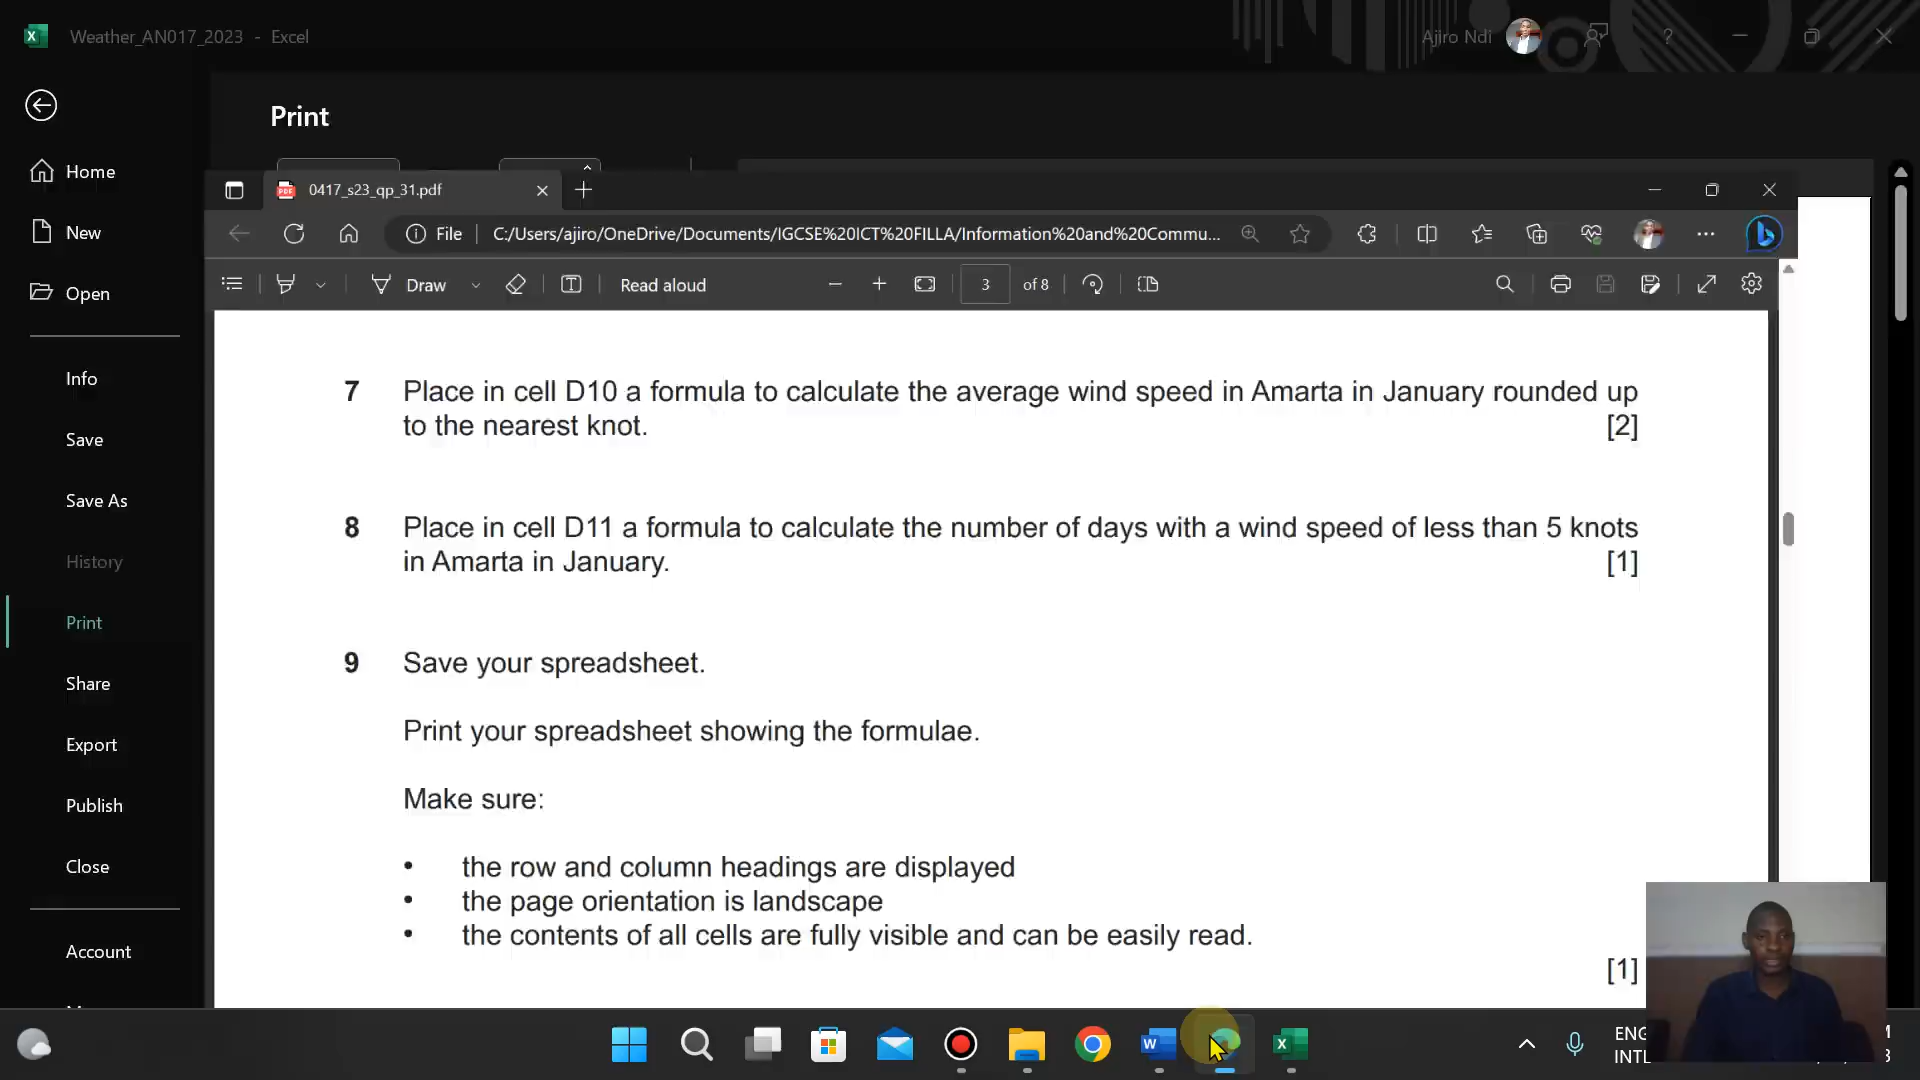 Weather_AN017_2023 - Excel
Ajiro Ndi
?
Print
Home
New
Open
Info
Save
Save As
History
Print
Share
Export
Publish
Close
Account
0417_s23_qp_31.pdf
File
C:/Users/ajiro/OneDrive/Documents/IGCSE%20ICT%20FILLA/Information%20and%20Commu...
Draw
Read aloud
3 of 8
7 Place in cell D10 a formula to calculate the average wind speed in Amarta in January rounded up
to the nearest knot. [2]
8 Place in cell D11 a formula to calculate the number of days with a wind speed of less than 5 knots
in Amarta in January. [1]
9 Save your spreadsheet.
Print your spreadsheet showing the formulae.
Make sure:
• the row and column headings are displayed
• the page orientation is landscape
• the contents of all cells are fully visible and can be easily read.
[1]
ENG
INTL